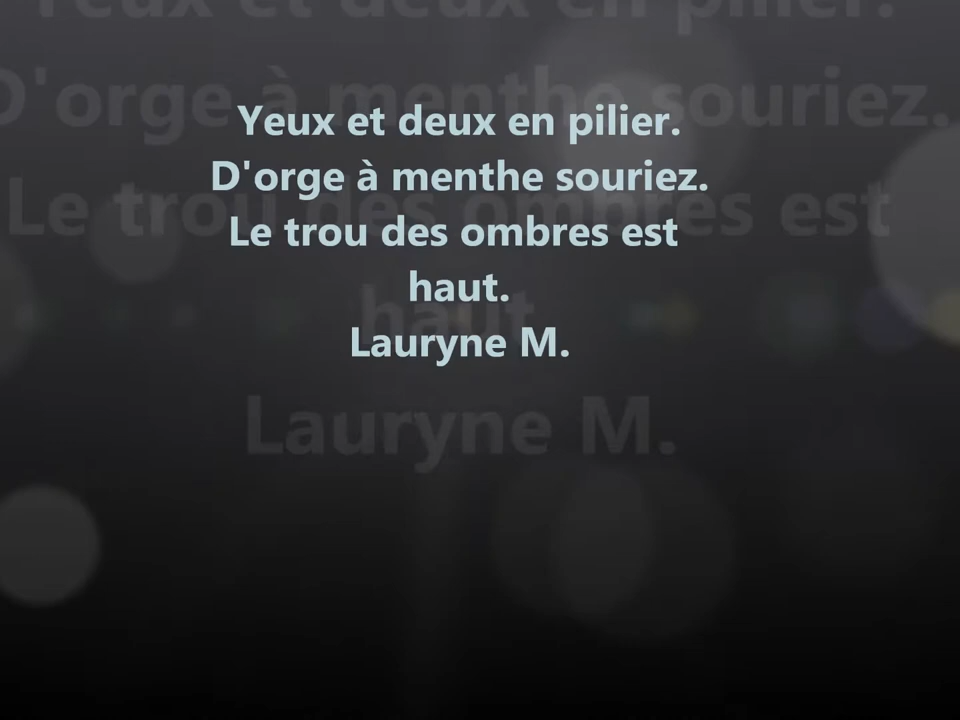 Yeux et deux en pilier.
D'orge à menthe souriez.
Le trou des ombres est
haut.
Lauryne M.